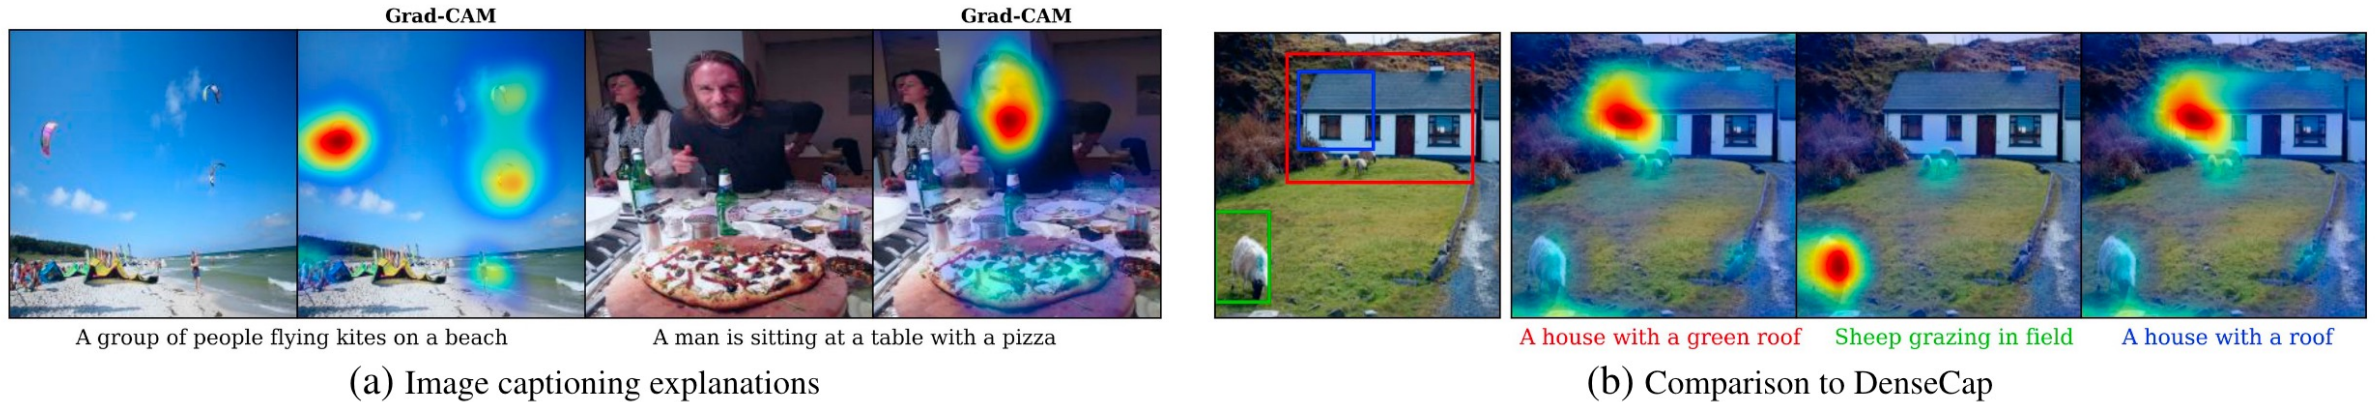 Grad-CAM
Grad-CAM
A group of people flying kites on a beach
A man is sitting at a table with a pizza
(a) Image captioning explanations
A house with a green roof
Sheep grazing in field
A house with a roof
(b) Comparison to DenseCap